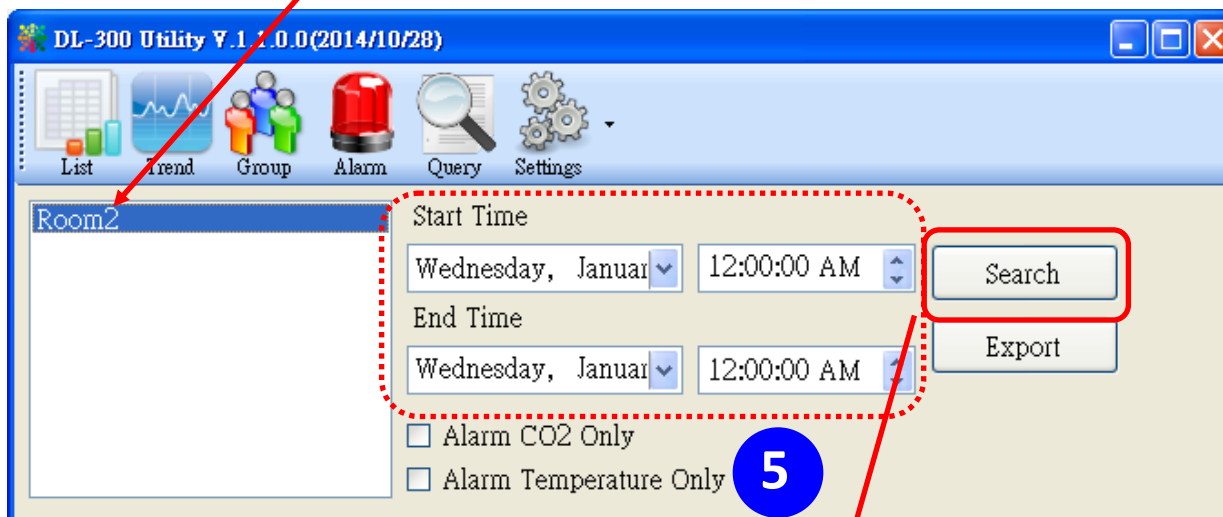 DL-300 Utility V.1.1.0.0(2014/10/28)
List Trend Group Alarm Query Settings
Room2
Start Time
Wednesday, Januar 12:00:00 AM
Search
End Time
Wednesday, Januar 12:00:00 AM
Export
Alarm CO2 Only
Alarm Temperature Only
5